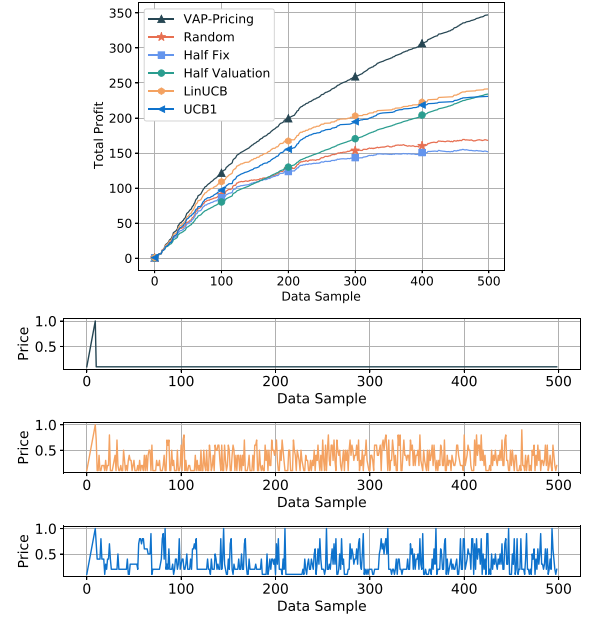 350
300
250
200
150
100
50
0
Total Profit
VAP-Pricing
Random
Half Fix
Half Valuation
LinUCB
UCB1
0 100 200 300 400 500
Data Sample
1.0
0.5
Price
0 100 200 300 400 500
Data Sample
1.0
0.5
Price
0 100 200 300 400 500
Data Sample
1.0
0.5
Price
0 100 200 300 400 500
Data Sample